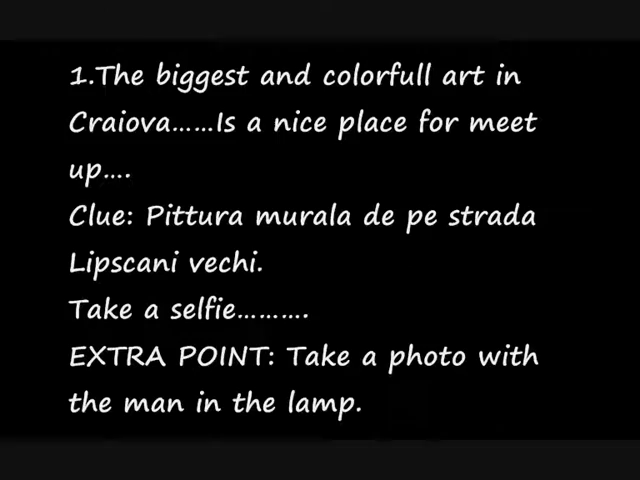 1.The biggest and colorfull art in
Craiova......Is a nice place for meet
up....
Clue: Pittura murala de pe strada
Lipscani vechi.
Take a selfie..........
EXTRA POINT: Take a photo with
the man in the lamp.